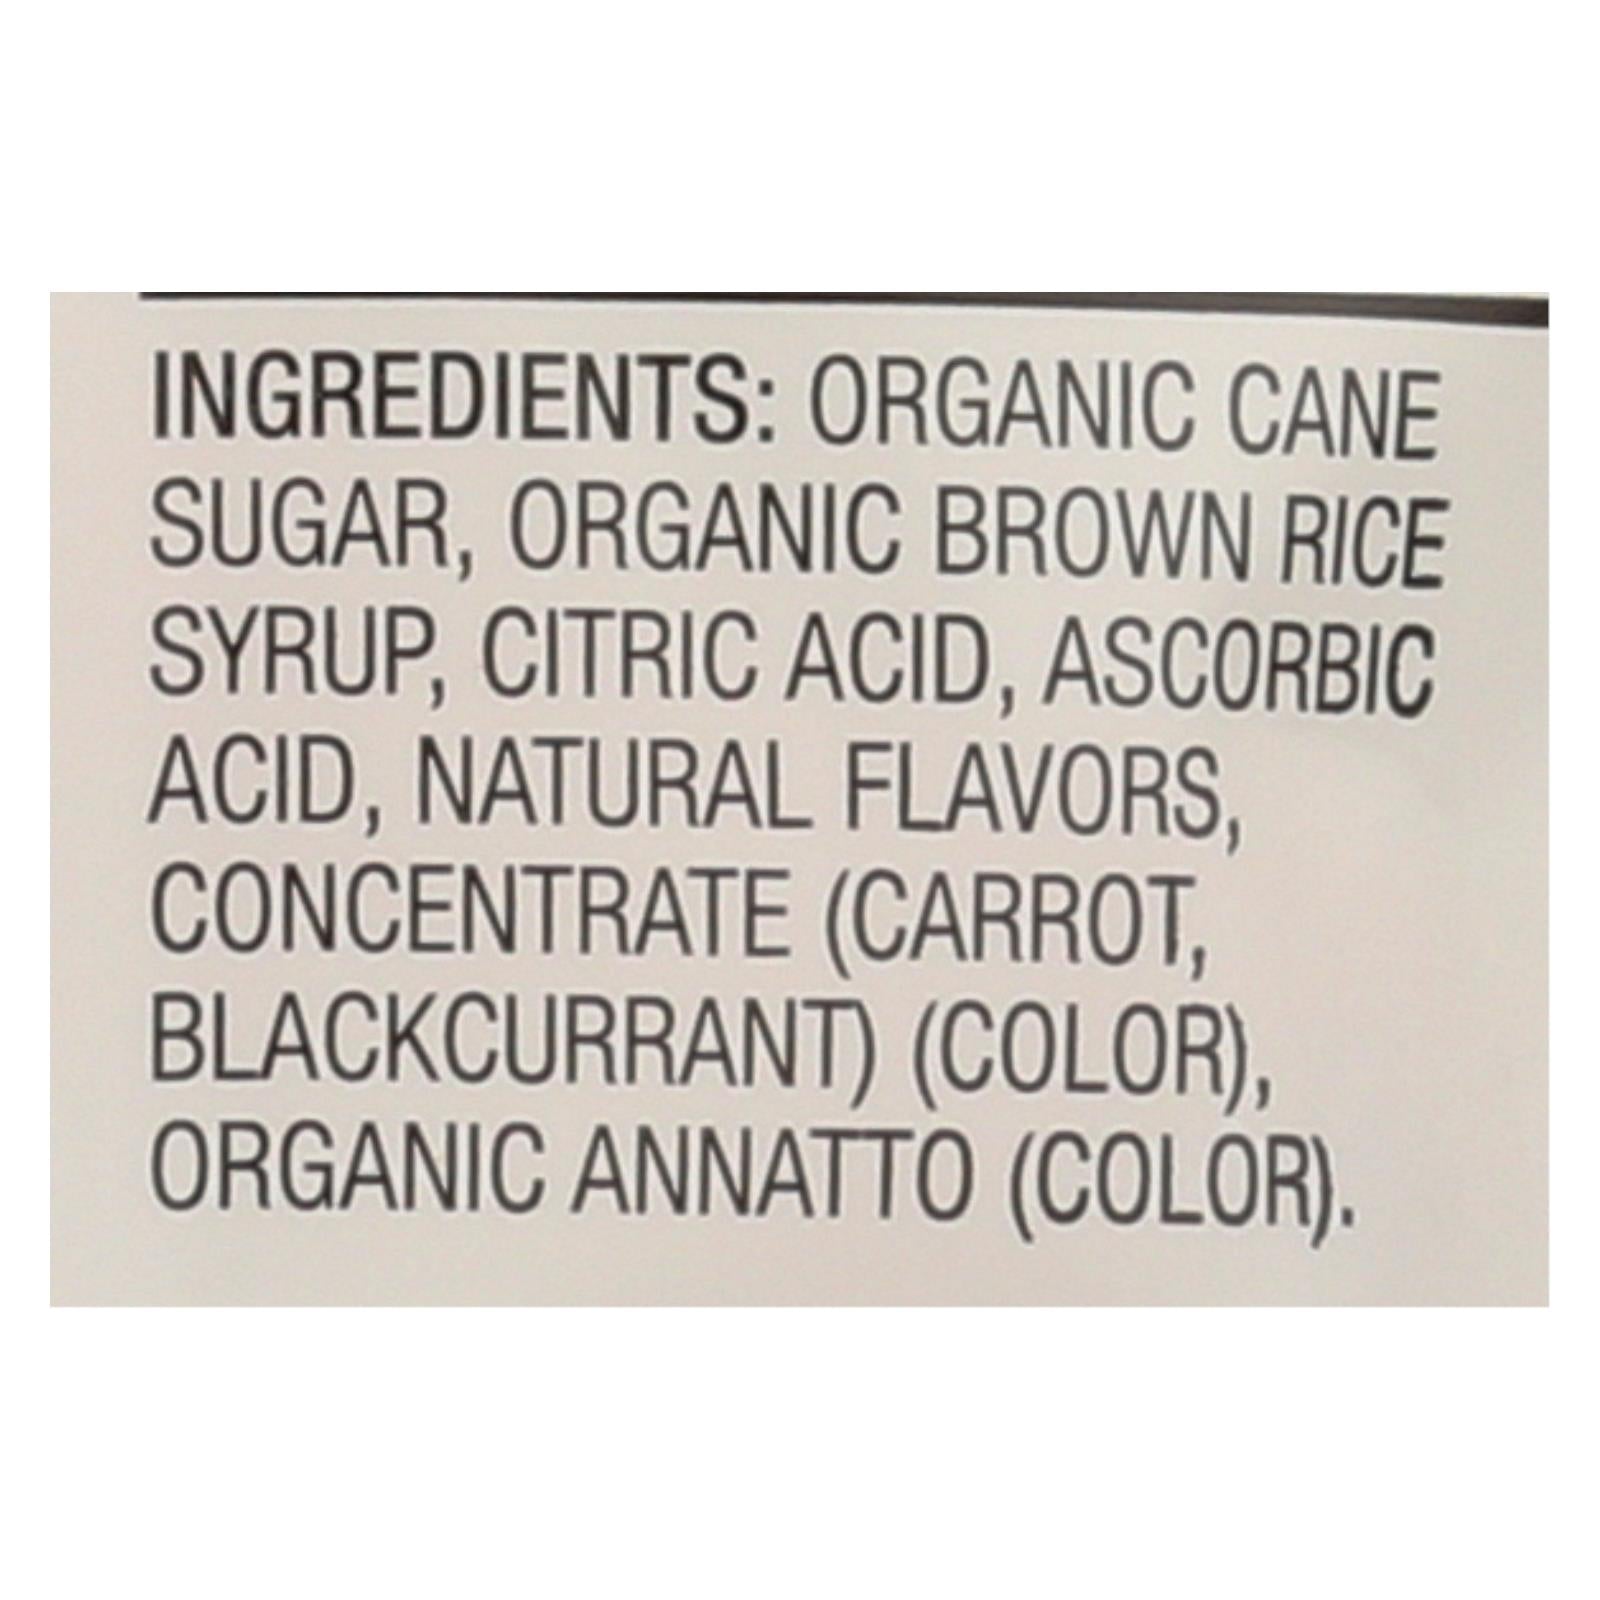 INGREDIENTS: ORGANIC CANE
SUGAR, ORGANIC BROWN RICE
SYRUP, CITRIC ACID, ASCORBIC
ACID, NATURAL FLAVORS,
CONCENTRATE (CARROT,
BLACKCURRANT) (COLOR),
ORGANIC ANNATTO (COLOR).